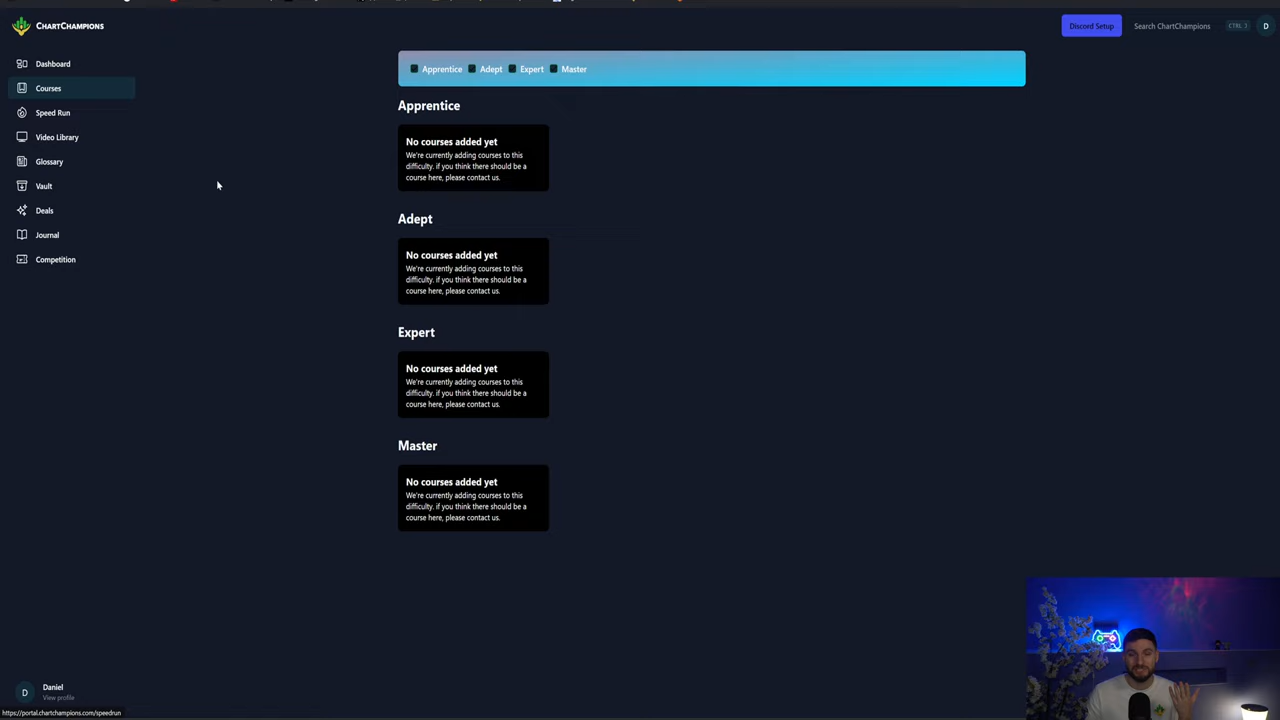 ChartChampions
Discord Setup
Search ChartChampions
D
Dashboard
Courses
Speed Run
Video Library
Glossary
Vault
Deals
Journal
Competition
Apprentice
Adept
Expert
Master
Apprentice
No courses added yet
We're currently adding courses to this
difficulty. if you think there should be a
course here, please contact us.
Adept
No courses added yet
We're currently adding courses to this
difficulty. if you think there should be a
course here, please contact us.
Expert
No courses added yet
We're currently adding courses to this
difficulty. if you think there should be a
course here, please contact us.
Master
No courses added yet
We're currently adding courses to this
difficulty. if you think there should be a
course here, please contact us.
D
Daniel
View profile
https://portal.chartchampions.com/speedrun